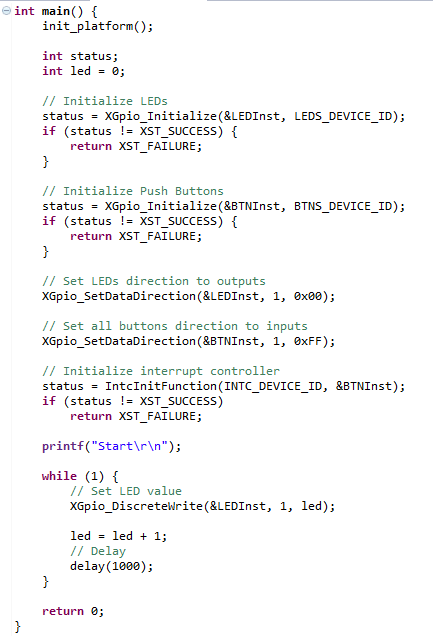 int main() {
    init_platform();

    int status;
    int led = 0;

    // Initialize LEDs
    status = XGpio_Initialize(&LEDInst, LEDS_DEVICE_ID);
    if (status != XST_SUCCESS) {
        return XST_FAILURE;
    }

    // Initialize Push Buttons
    status = XGpio_Initialize(&BTNInst, BTNS_DEVICE_ID);
    if (status != XST_SUCCESS) {
        return XST_FAILURE;
    }

    // Set LEDs direction to outputs
    XGpio_SetDataDirection(&LEDInst, 1, 0x00);

    // Set all buttons direction to inputs
    XGpio_SetDataDirection(&BTNInst, 1, 0xFF);

    // Initialize interrupt controller
    status = IntcInitFunction(INTC_DEVICE_ID, &BTNInst);
    if (status != XST_SUCCESS)
        return XST_FAILURE;

    printf("Start\r\n");

    while (1) {
        // Set LED value
        XGpio_DiscreteWrite(&LEDInst, 1, led);

        led = led + 1;
        // Delay
        delay(1000);
    }

    return 0;
}